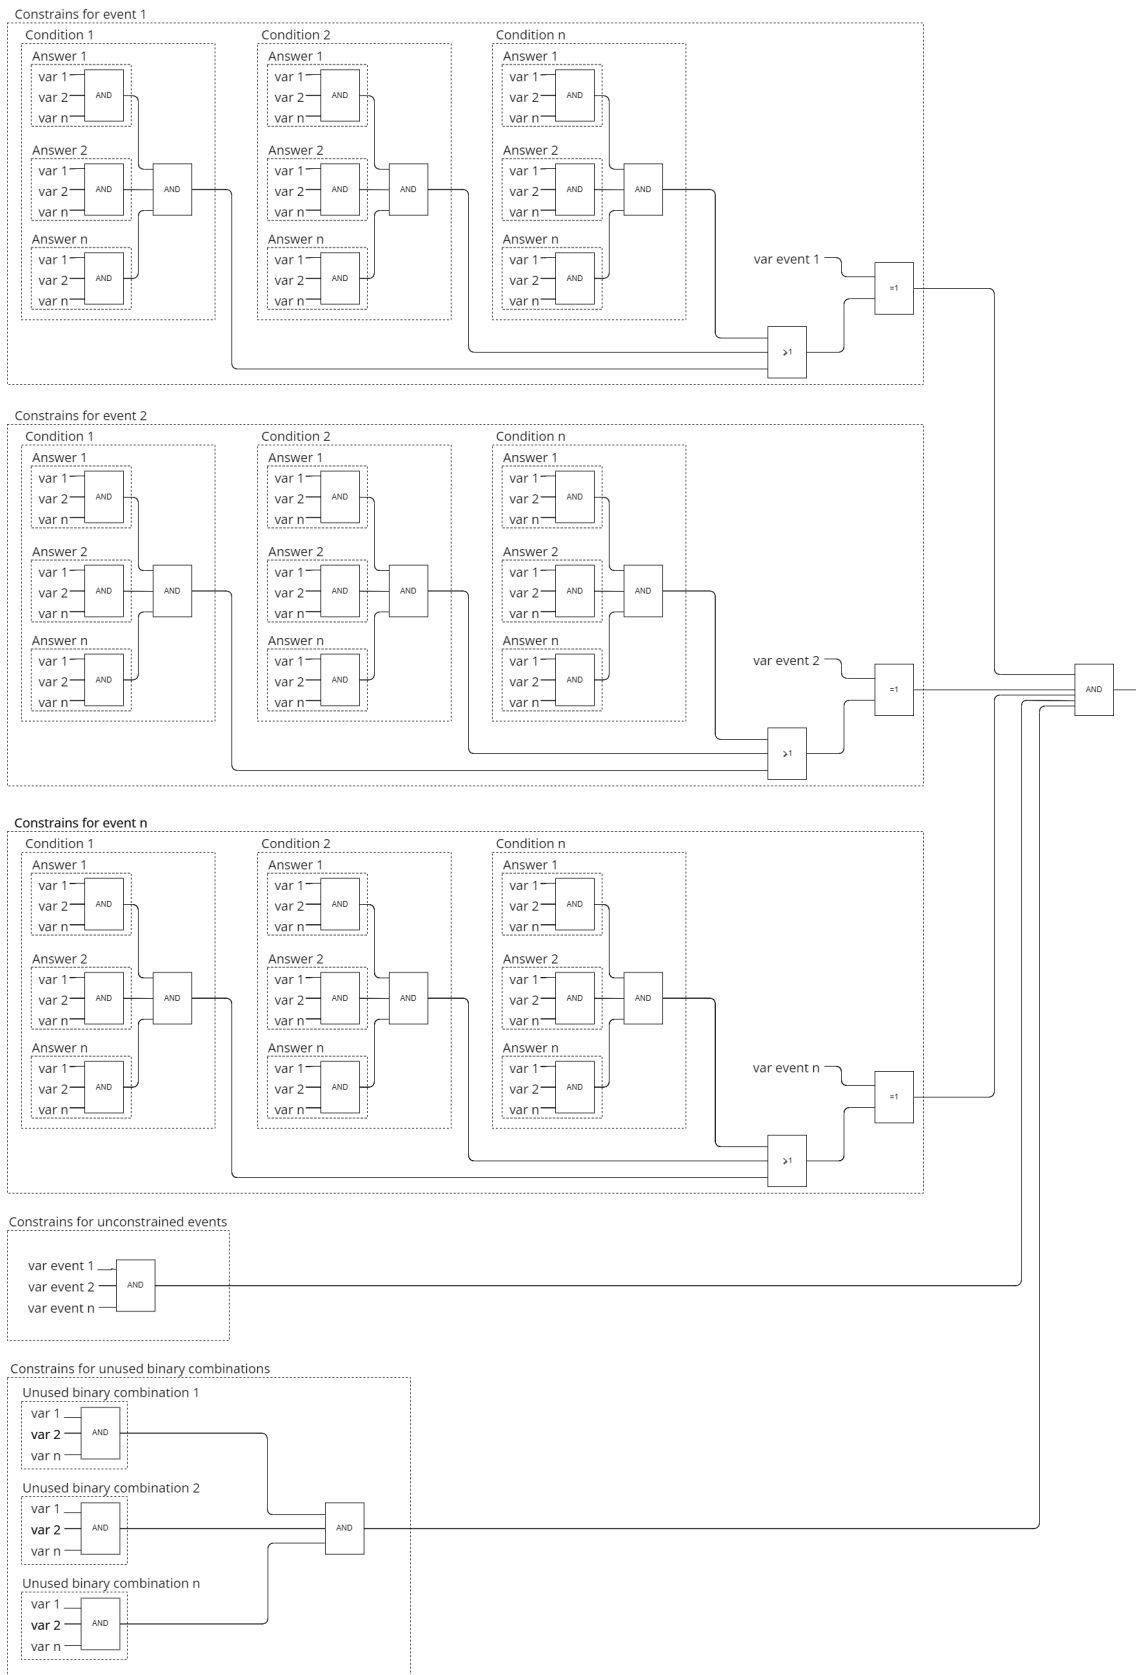 Constrains for event 1
Condition 1
Condition 2
Condition n
Answer 1
Answer 1
Answer 1
var 1
var 1
var 1
AND
AND
AND
var 2
var 2
var 2
var n
var n
var n
Answer 2
Answer 2
Answer 2
var 1
var 1
var 1
var 2
AND
AND
var 2
AND
AND
var 2
AND
AND
var n
var n
var n
Answer n
Answer n
Answer n
var 1
var 1
var 1
var event 1
AND
AND
AND
var 2
var 2
var 2
=1
var n
var n
var n
⩾1
Constrains for event 2
Condition 1
Condition 2
Condition n
Answer 1
Answer 1
Answer 1
var 1
var 1
var 1
AND
AND
AND
var 2
var 2
var 2
var n
var n
var n
Answer 2
Answer 2
Answer 2
var 1
var 1
var 1
var 2
AND
AND
var 2
AND
AND
var 2
AND
AND
var n
var n
var n
Answer n
Answer n
Answer n
var 1
var 1
var 1
var event 2
AND
AND
AND
var 2
var 2
var 2
=1
AND
var n
var n
var n
⩾1
Constrains for event n
Condition 1
Condition 2
Condition n
Answer 1
Answer 1
Answer 1
var 1
var 1
var 1
AND
AND
AND
var 2
var 2
var 2
var n
var n
var n
Answer 2
Answer 2
Answer 2
var 1
var 1
var 1
var 2
AND
AND
var 2
AND
AND
var 2
AND
AND
var n
var n
var n
Answer n
Answer n
Answer n
var 1
var 1
var 1
var event n
AND
AND
AND
var 2
var 2
var 2
=1
var n
var n
var n
⩾1
Constrains for unconstrained events
var event 1
var event 2
AND
var event n
Constrains for unused binary combinations
Unused binary combination 1
var 1
var 2
AND
var n
Unused binary combination 2
var 1
var 2
AND
AND
var n
Unused binary combination n
var 1
var 2
AND
var n